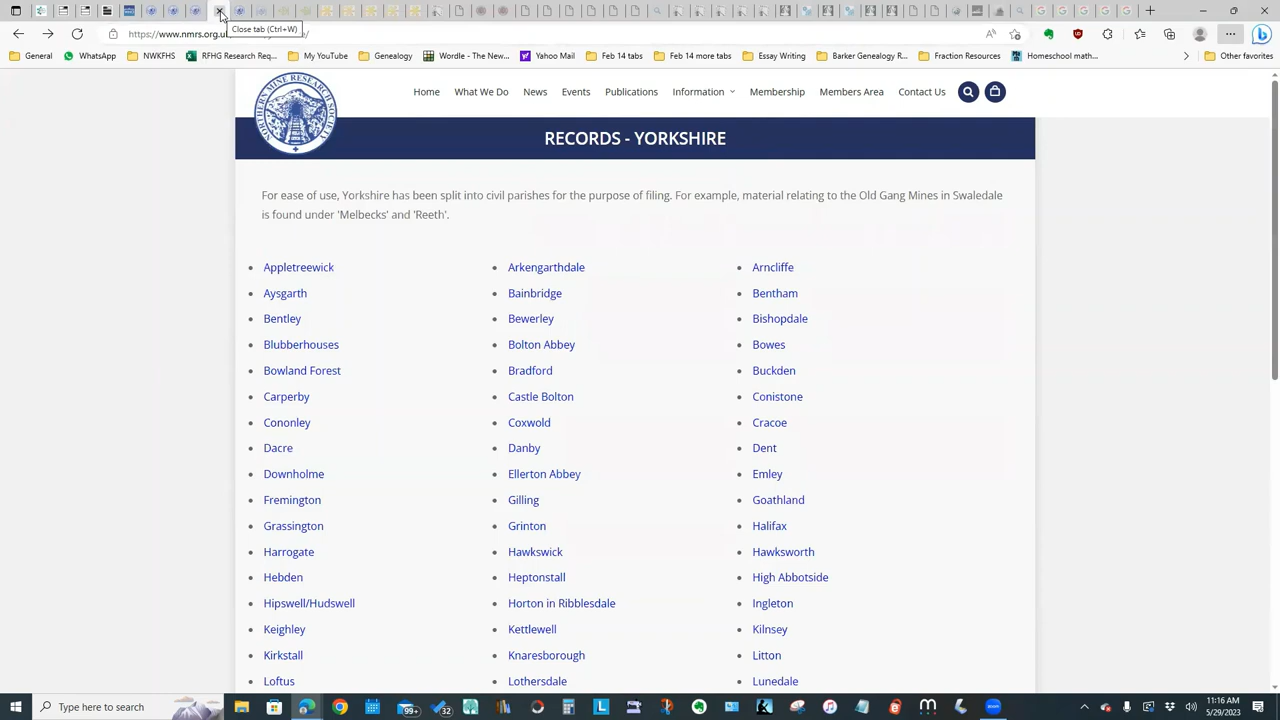 Close tab (Ctrl+W)
https://www.nmrs.org.u
General
WhatsApp
NWKFHS
RFHG Research Req...
My YouTube
Genealogy
Wordle - The New...
Yahoo Mail
Feb 14 tabs
Feb 14 more tabs
Essay Writing
Barker Genealogy R...
Fraction Resources
Homeschool math...
Other favorites
NORTHERN MINE RESEARCH SOCIETY
Home What We Do News Events Publications Information Membership Members Area Contact Us
RECORDS - YORKSHIRE
For ease of use, Yorkshire has been split into civil parishes for the purpose of filing. For example, material relating to the Old Gang Mines in Swaledale
is found under 'Melbecks' and 'Reeth'.
Appletreewick Arkengarthdale Arncliffe
Aysgarth Bainbridge Bentham
Bentley Bewerley Bishopdale
Blubberhouses Bolton Abbey Bowes
Bowland Forest Bradford Buckden
Carperby Castle Bolton Conistone
Cononley Coxwold Cracoe
Dacre Danby Dent
Downholme Ellerton Abbey Emley
Fremington Gilling Goathland
Grassington Grinton Halifax
Harrogate Hawkswick Hawksworth
Hebden Heptonstall High Abbotside
Hipswell/Hudswell Horton in Ribblesdale Ingleton
Keighley Kettlewell Kilnsey
Kirkstall Knaresborough Litton
Loftus Lothersdale Lunedale
Type here to search
99+
32
11:16 AM
5/29/2023